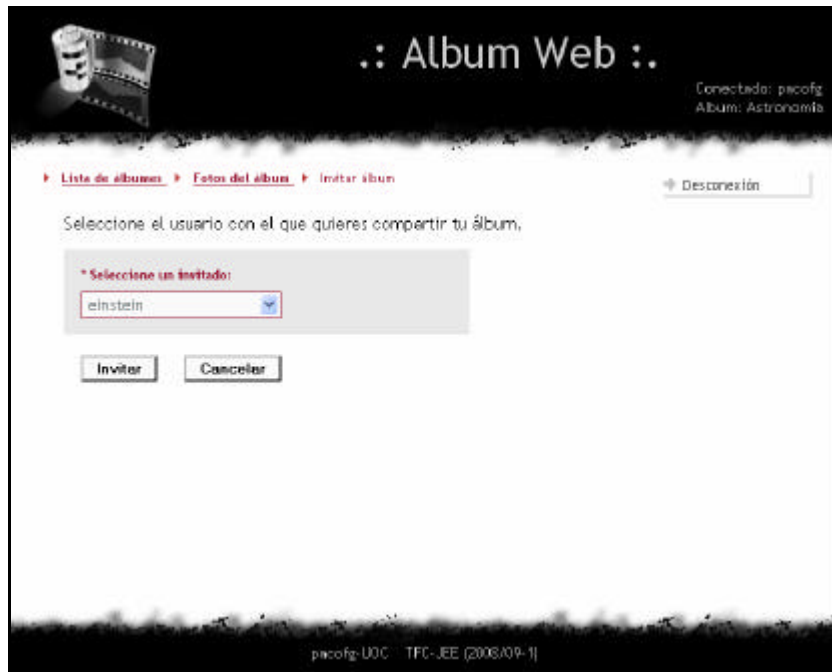 .: Album Web :.
Conectado: pacofg
Album: Astronomia
Lista de álbumes
Fotos del álbum
Invitar álbum
Desconexión
Seleccione el usuario con el que quieres compartir tu álbum.
* Seleccione un invitado:
einstein
Invitar
Cancelar
pacofg-UOC TFC-JEE (2008/09-1)